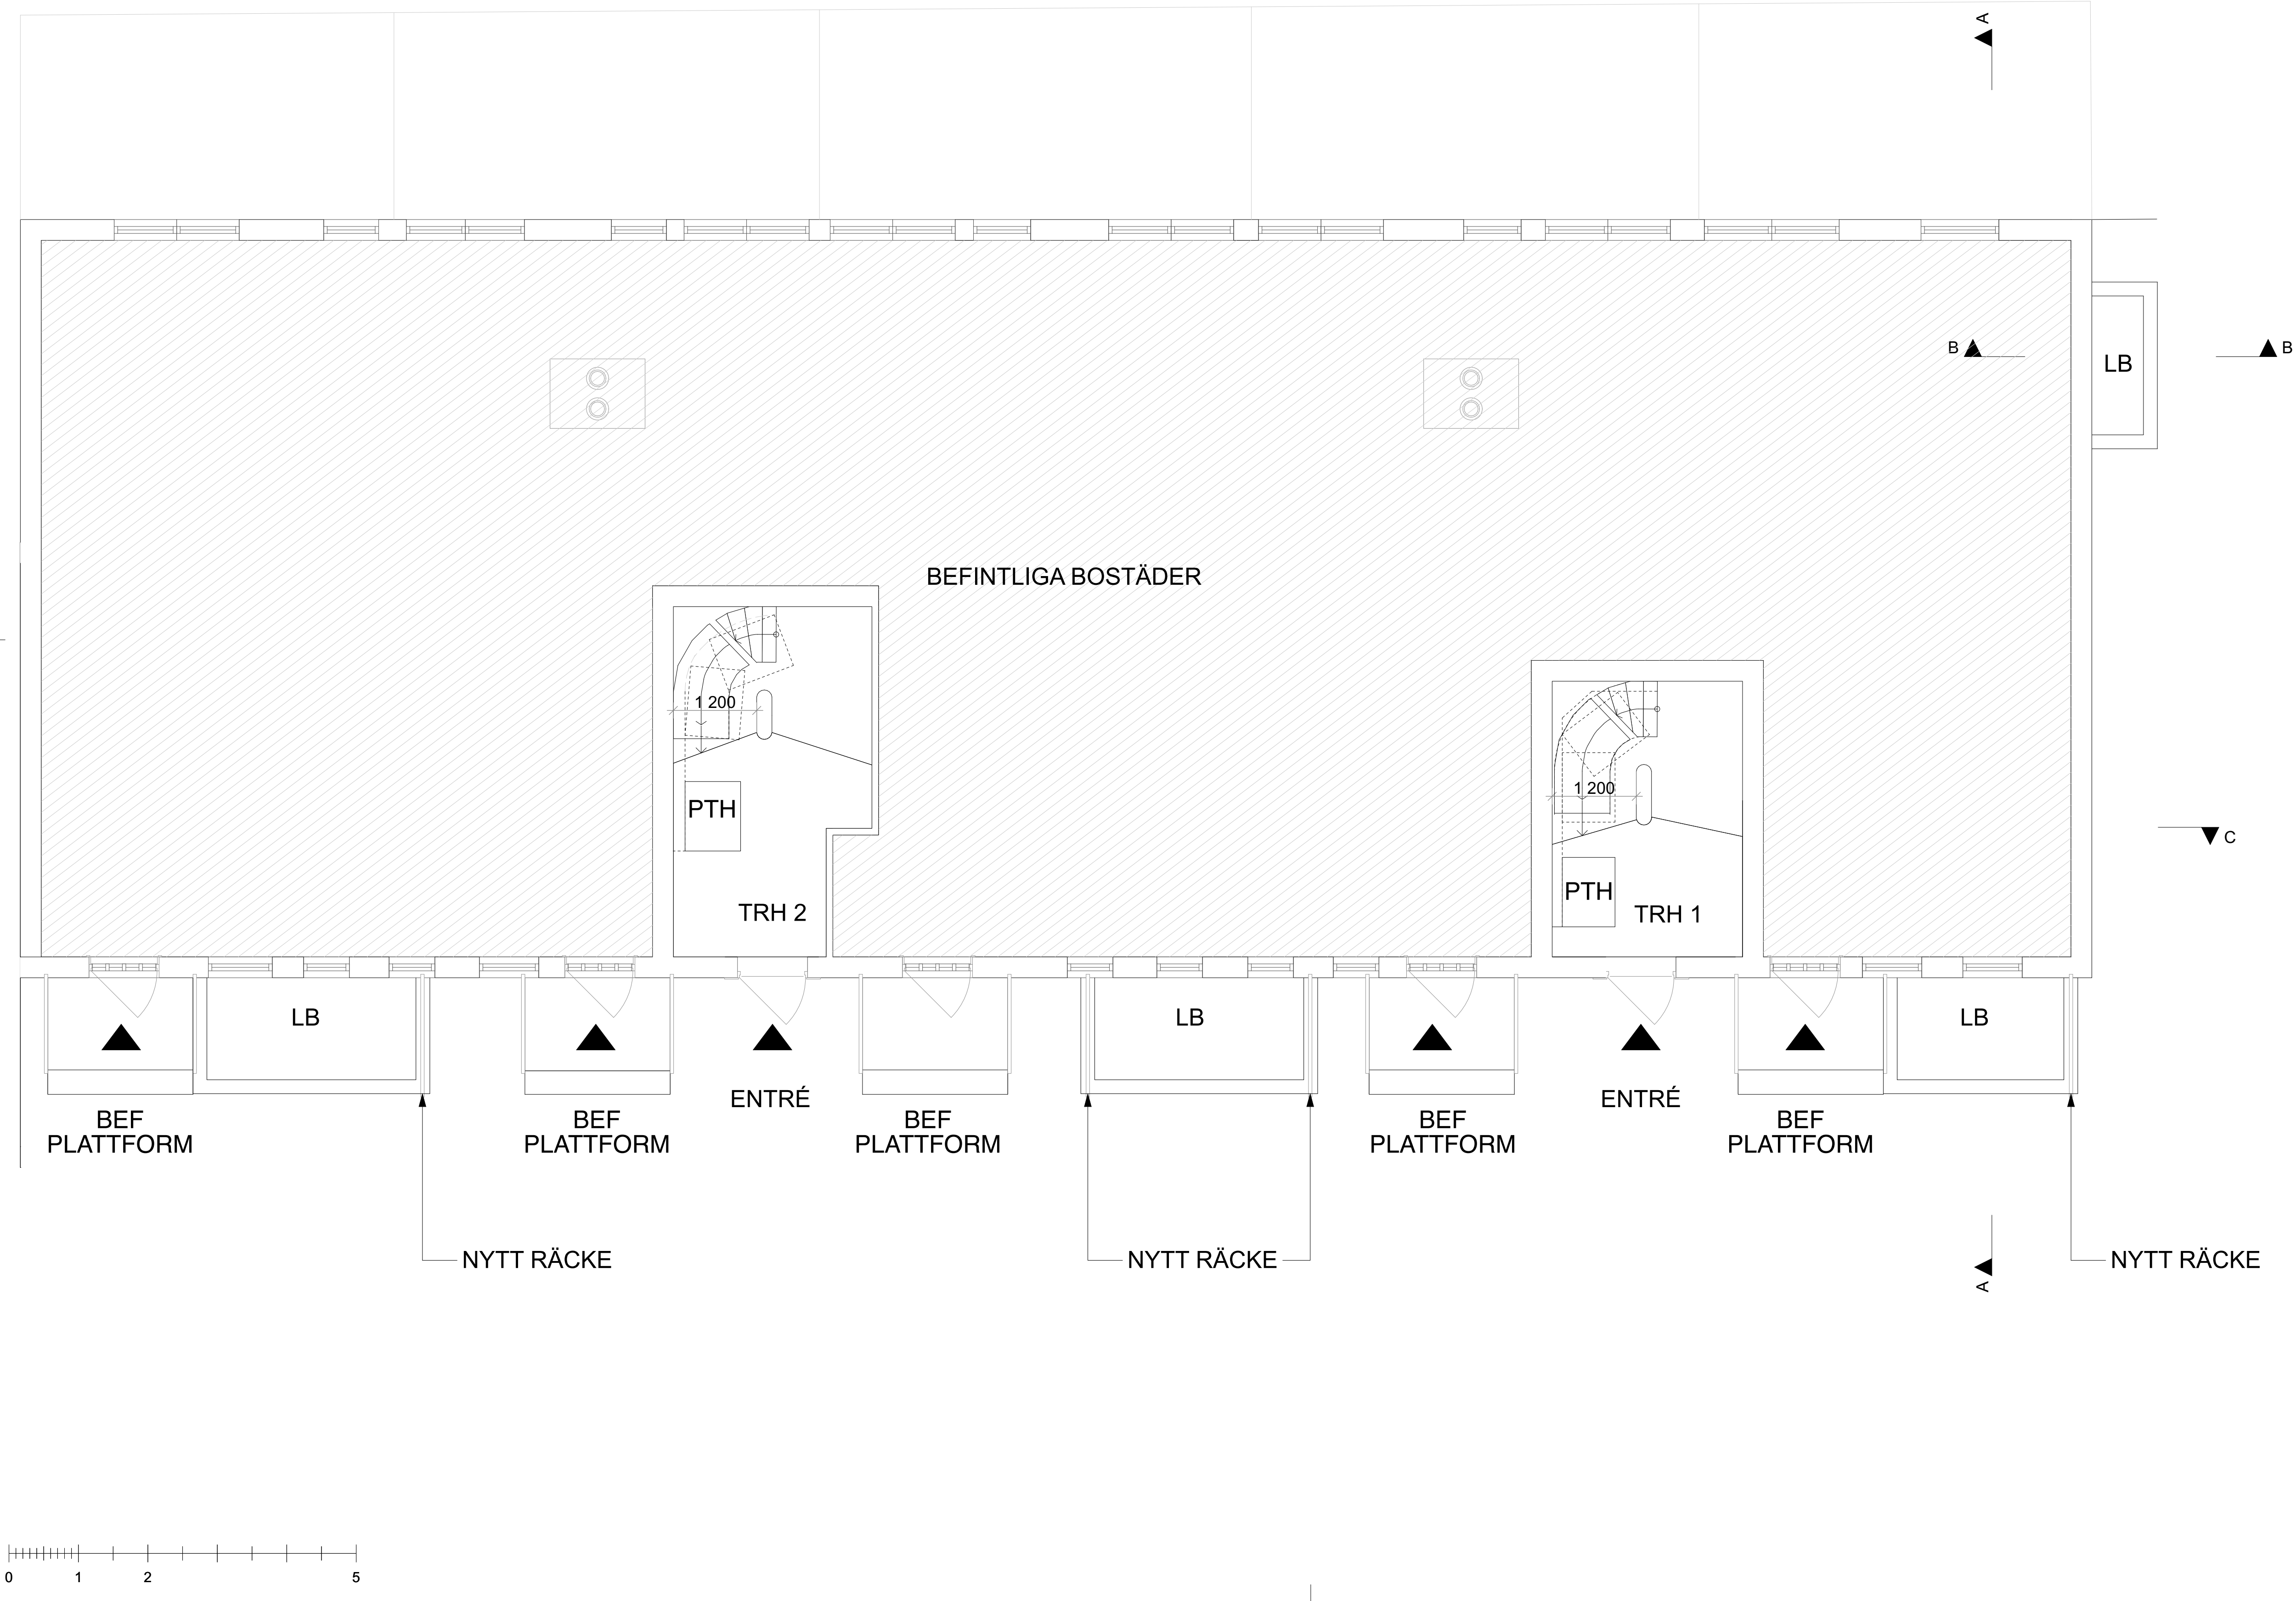 A
B
B
LB
BEFINTLIGA BOSTÄDER
1 200
1 200
PTH
C
PTH
TRH 2
TRH 1
LB
LB
LB
ENTRÉ
ENTRÉ
BEF
PLATTFORM
BEF
PLATTFORM
BEF
PLATTFORM
BEF
PLATTFORM
BEF
PLATTFORM
NYTT RÄCKE
NYTT RÄCKE
NYTT RÄCKE
A
0 1 2 5